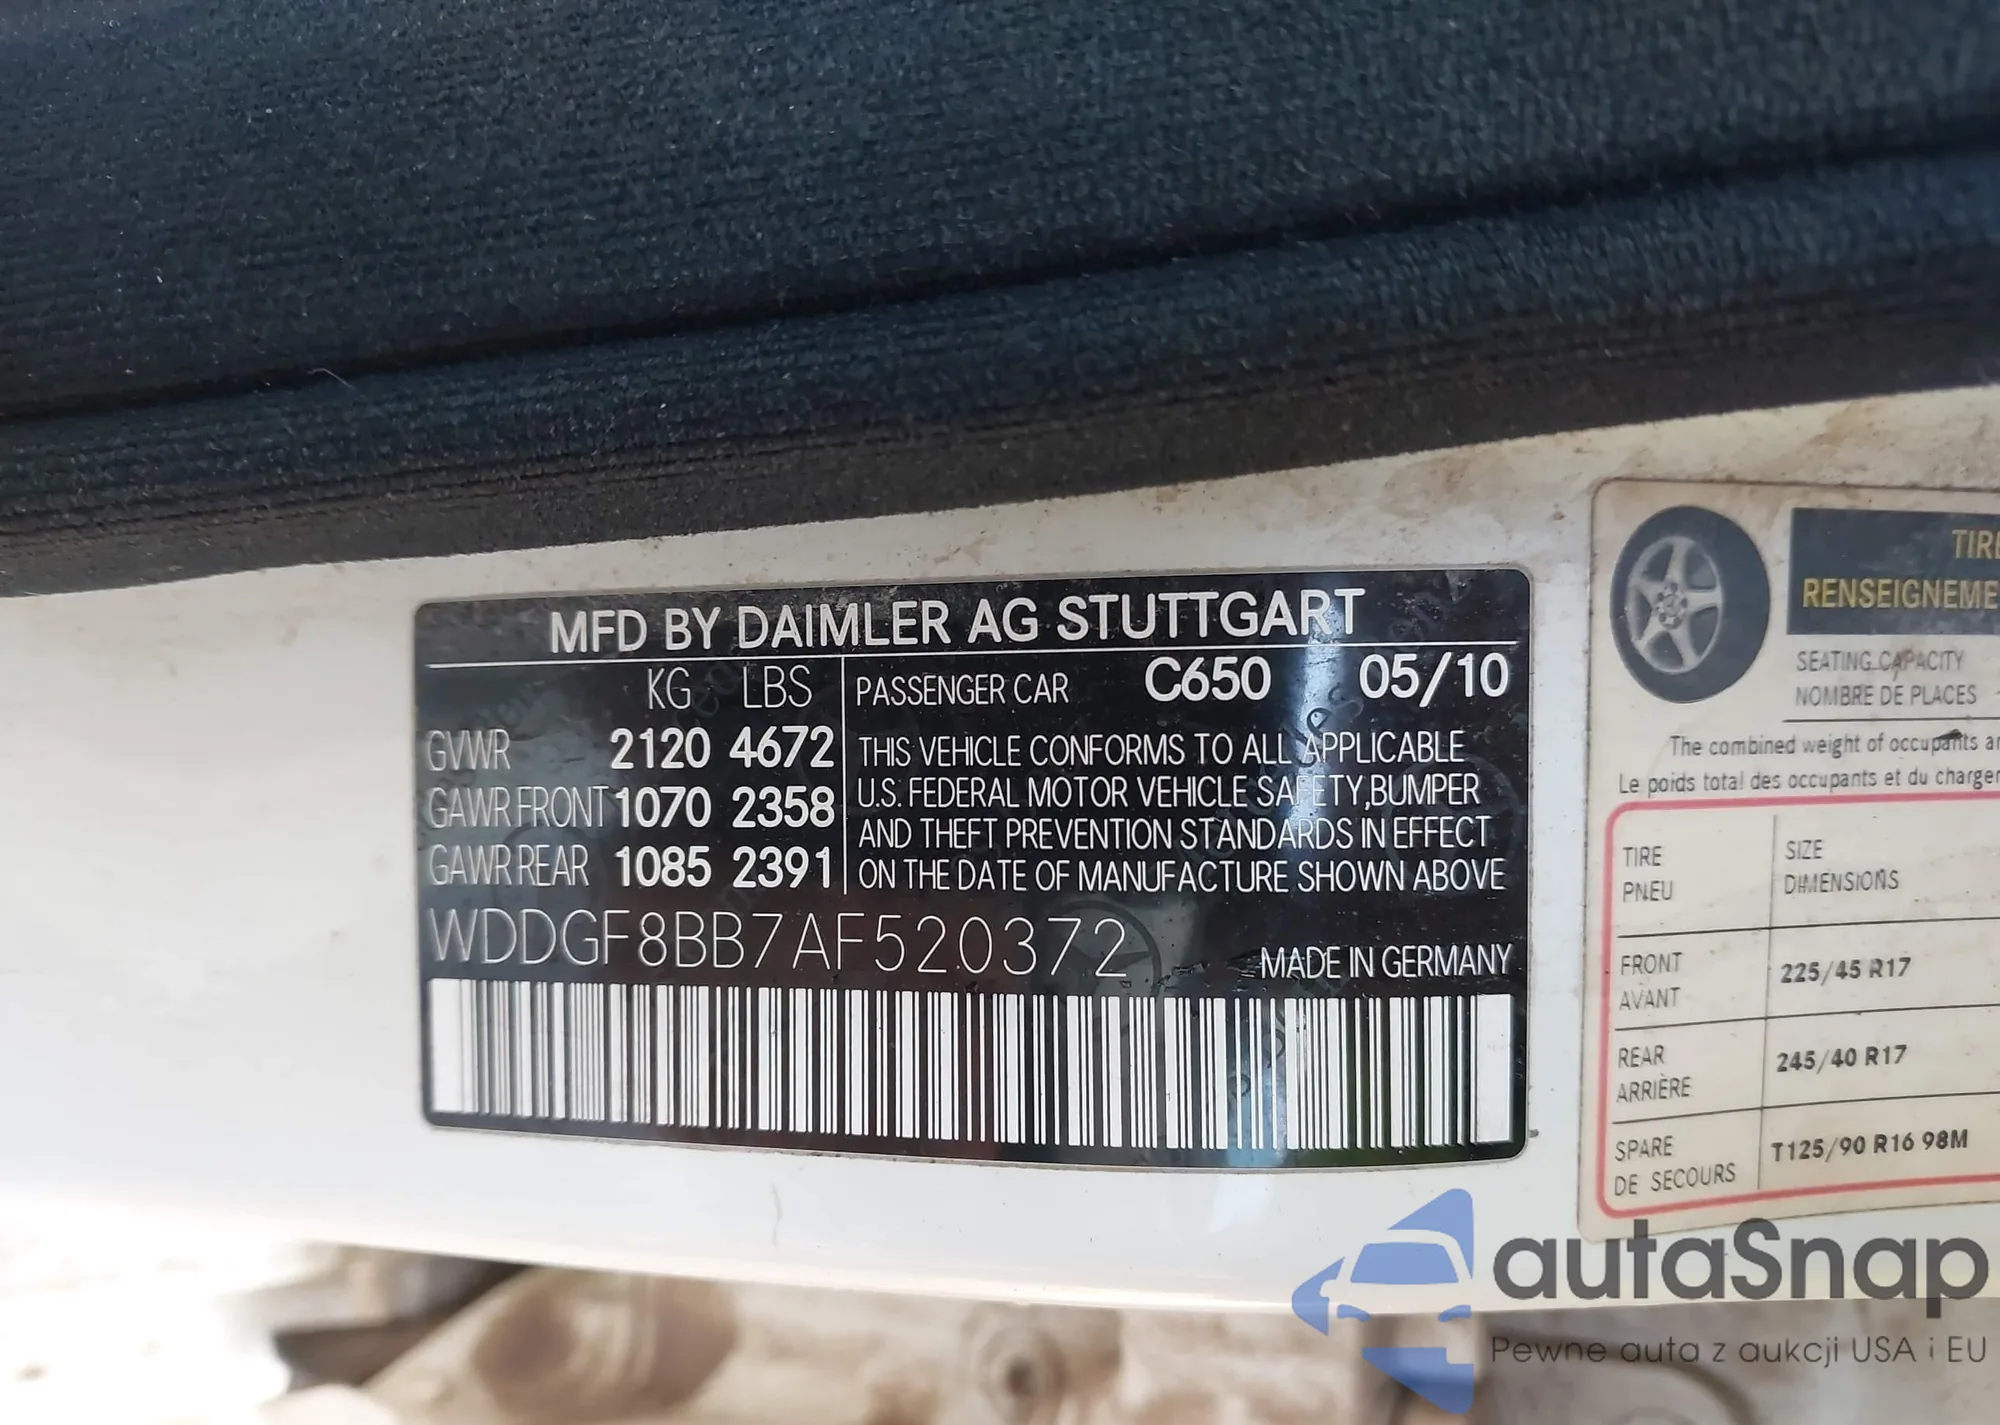 MFD BY DAIMLER AG STUTTGART
KG LBS
GVWR 2120 4672
GAWR FRONT 1070 2358
GAWR REAR 1085 2391
PASSENGER CAR C650 05/10
THIS VEHICLE CONFORMS TO ALL APPLICABLE
U.S. FEDERAL MOTOR VEHICLE SAFETY, BUMPER
AND THEFT PREVENTION STANDARDS IN EFFECT
ON THE DATE OF MANUFACTURE SHOWN ABOVE
WDDGF8BB7AF520372
MADE IN GERMANY
SEATING CAPACITY
NOMBRE DE PLACES
The combined weight of occupants
Le poids total des occupants et du
TIRE
PNEU
SIZE
DIMENSIONS
FRONT
AVANT
225/45 R17
REAR
ARRIÈRE
245/40 R17
SPARE
DE SECOURS
T125/90 R16 98M
autaSnap
Pewne auta z aukcji USA i EU